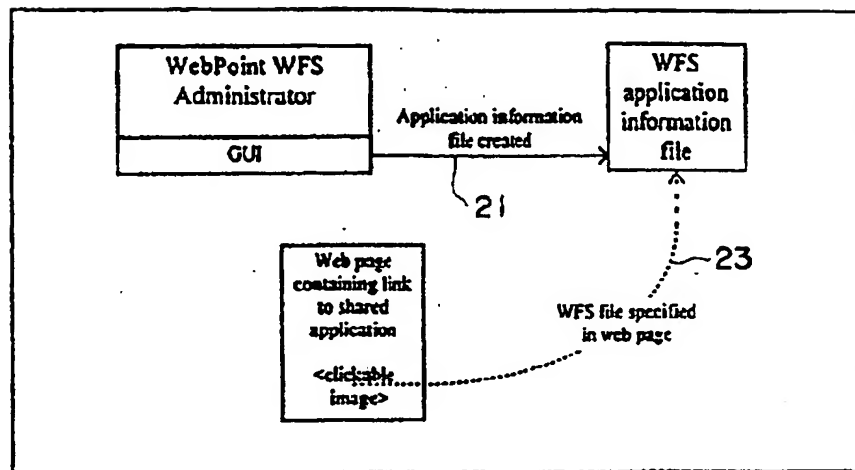 WebPoint WFS
Administrator
GUI
Application information
file created
21
WFS
application
information
file
23
Web page
containing link
to shared
application
<clickable
image>
WFS file specified
in web page